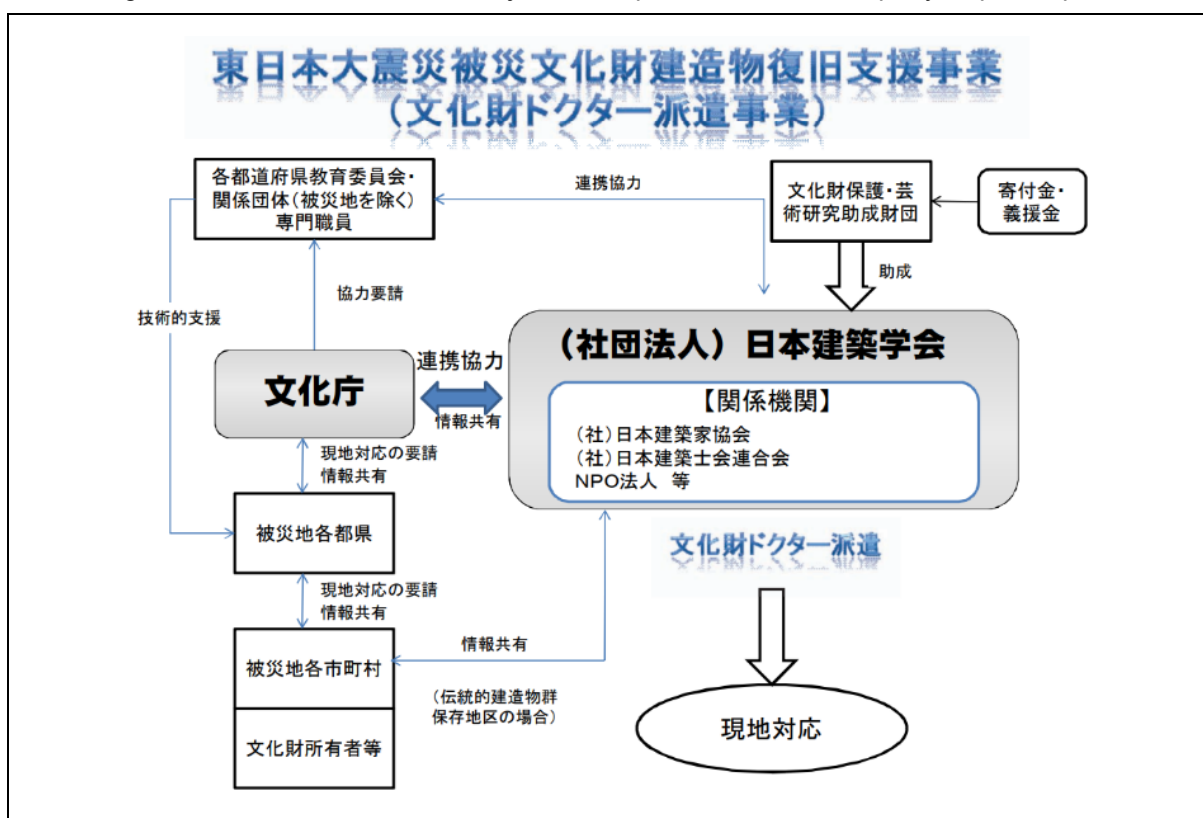 東日本大震災被災文化財建造物復旧支援事業
（文化財ドクター派遣事業）
各都道府県教育委員会・
関係団体（被災地を除く）
専門職員
連携協力
文化財保護・芸
術研究助成財団
寄付金・
義援金
助成
協力要請
技術的支援
（社団法人）日本建築学会
文化庁
連携協力
情報共有
【関係機関】
（社）日本建築家協会
（社）日本建築士会連合会
NPO法人 等
現地対応の要請
情報共有
被災地各都県
文化財ドクター派遣
現地対応の要請
情報共有
被災地各市町村
情報共有
（伝統的建造物群
保存地区の場合）
文化財所有者等
現地対応